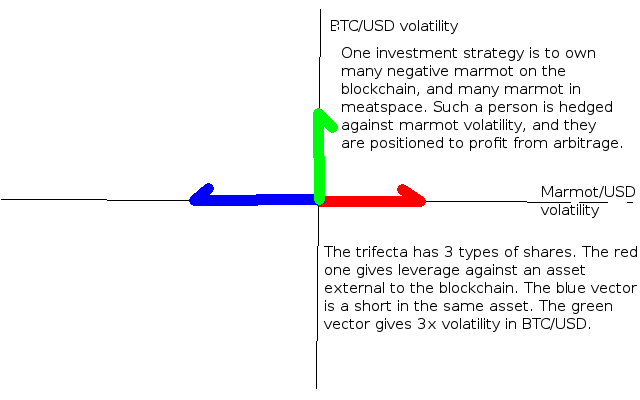 BTC/USD volatility
One investment strategy is to own
many negative marmot on the
blockchain, and many marmot in
meatspace. Such a person is hedged
against marmot volatility, and they
are positioned to profit from arbitrage.
Marmot/USD
volatility
The trifecta has 3 types of shares. The red
one gives leverage against an asset
external to the blockchain. The blue vector
is a short in the same asset. The green
vector gives 3x volatility in BTC/USD.